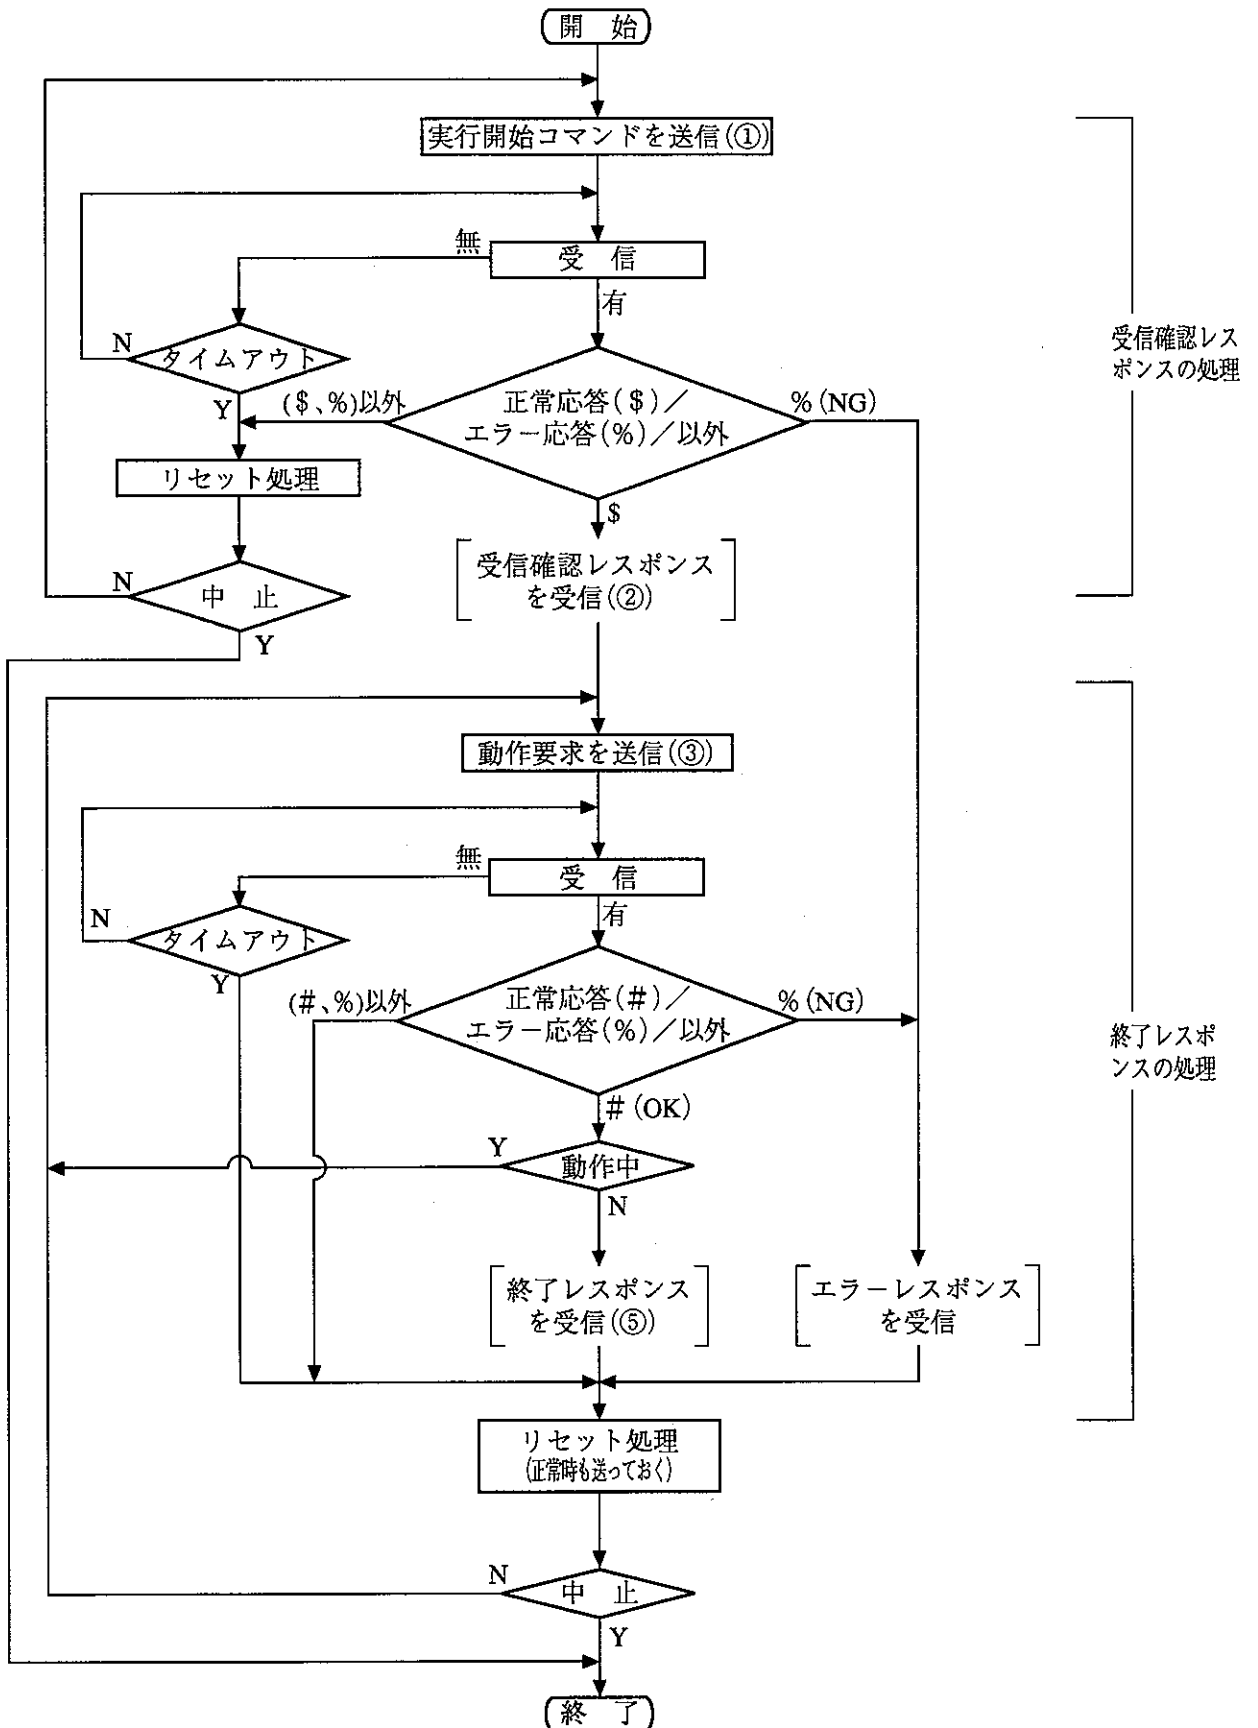 開 始
実行開始コマンドを送信(①)
無
受 信
有
N
タイムアウト
Y
($、%)以外
正常応答($)/
エラー応答(%)/以外
%(NG)
受信確認レス
ポンスの処理
リセット処理
$
受信確認レスポンス
を受信(②)
N
中 止
Y
動作要求を送信(③)
無
受 信
有
N
タイムアウト
Y
(#、%)以外
正常応答(#)/
エラー応答(%)/以外
%(NG)
終了レスポ
ンスの処理
#(OK)
Y
動作中
N
終了レスポンス
を受信(⑤)
エラーレスポンス
を受信
リセット処理
(正常時も送っておく)
N
中 止
Y
終 了